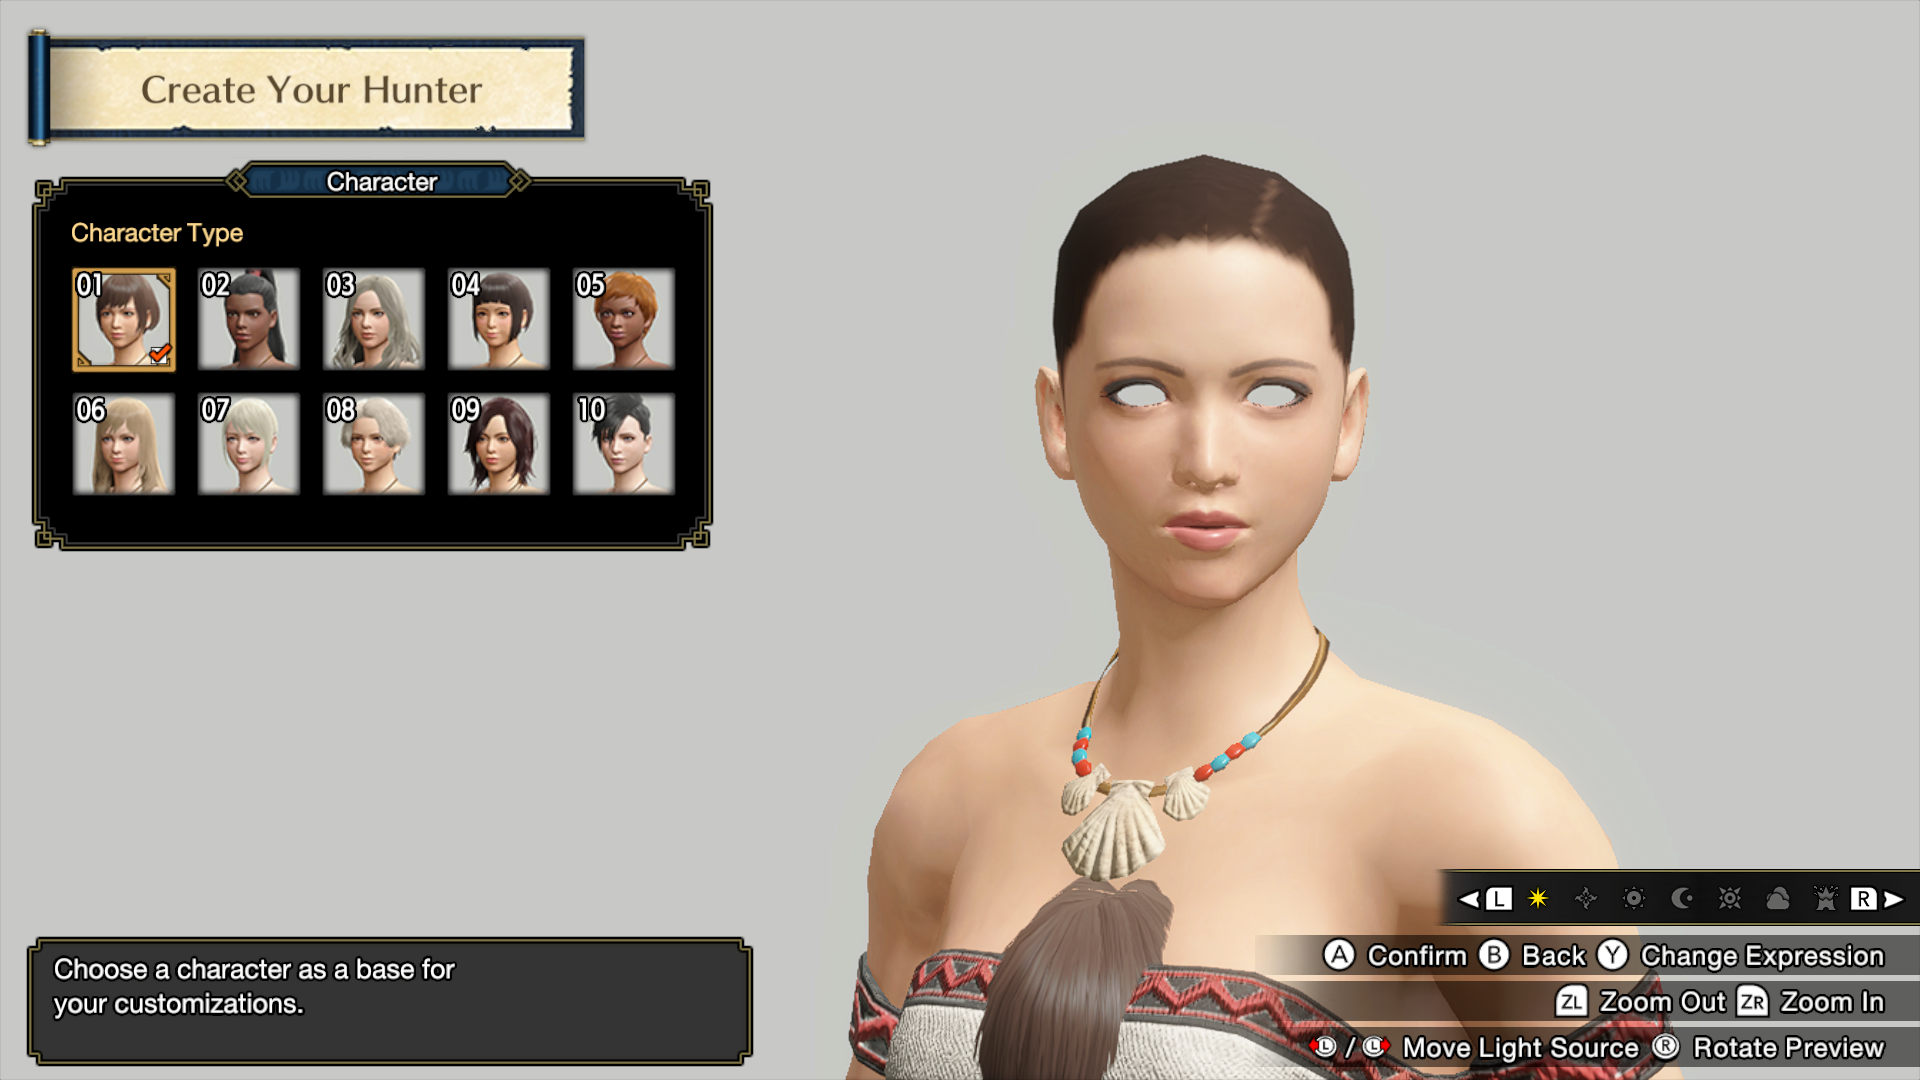 Create Your Hunter
Character
Character Type
01 02 03 04 05
06 07 08 09 10
Choose a character as a base for
your customizations.
L R
A Confirm B Back Y Change Expression
ZL Zoom Out ZR Zoom In
L / L Move Light Source R Rotate Preview